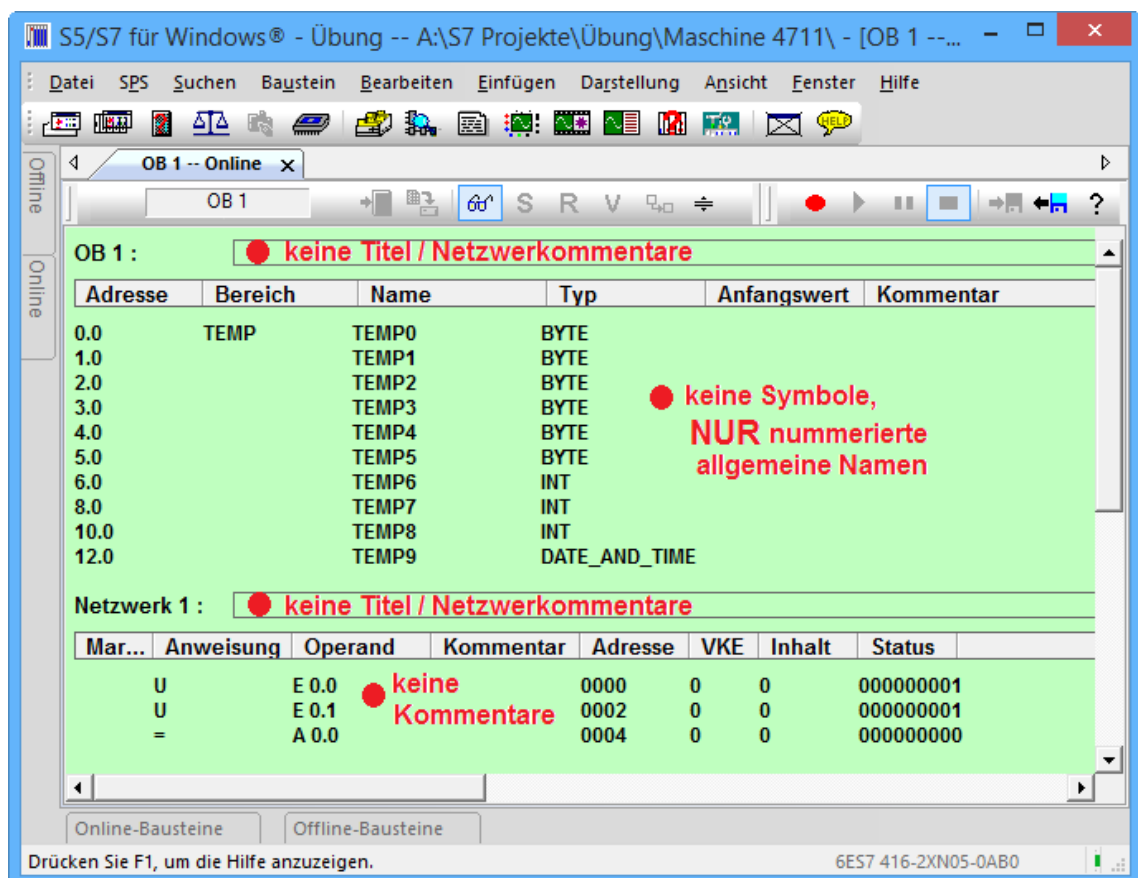 S5/S7 für Windows® - Übung -- A:\S7 Projekte\Übung\Maschine 4711\ - [OB 1 --...
Datei SPS Suchen Baustein Bearbeiten Einfügen Darstellung Ansicht Fenster Hilfe
HELP
Offline
Online
OB 1 -- Online x
OB 1 S R V ?
OB 1 : keine Titel / Netzwerkommentare
Adresse Bereich Name Typ Anfangswert Kommentar
0.0 TEMP TEMP0 BYTE
1.0 TEMP1 BYTE
2.0 TEMP2 BYTE
3.0 TEMP3 BYTE
4.0 TEMP4 BYTE
5.0 TEMP5 BYTE
6.0 TEMP6 INT
8.0 TEMP7 INT
10.0 TEMP8 INT
12.0 TEMP9 DATE_AND_TIME
keine Symbole,
NUR nummerierte
allgemeine Namen
Netzwerk 1 : keine Titel / Netzwerkommentare
Mar... Anweisung Operand Kommentar Adresse VKE Inhalt Status
U E 0.0 0000 0 0 000000001
U E 0.1 0002 0 0 000000001
= A 0.0 0004 0 0 000000000
keine
Kommentare
Online-Bausteine Offline-Bausteine
Drücken Sie F1, um die Hilfe anzuzeigen. 6ES7 416-2XN05-0AB0